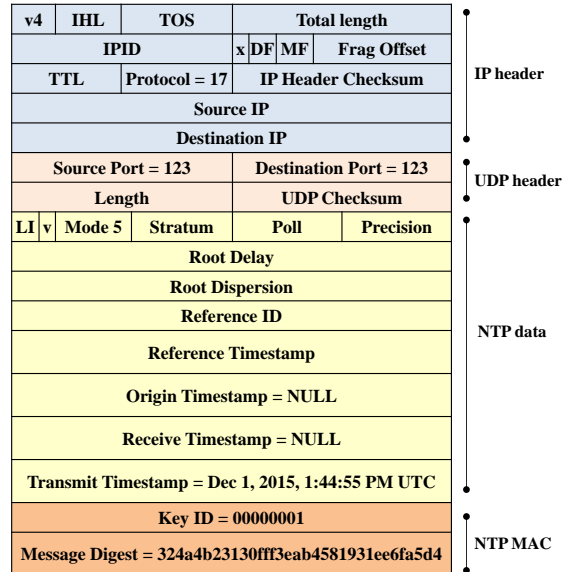 v4 IHL TOS Total length
IPID x DF MF Frag Offset
TTL Protocol = 17 IP Header Checksum
Source IP
Destination IP
IP header
Source Port = 123 Destination Port = 123
Length UDP Checksum
UDP header
LI v Mode 5 Stratum Poll Precision
Root Delay
Root Dispersion
Reference ID
Reference Timestamp
Origin Timestamp = NULL
Receive Timestamp = NULL
Transmit Timestamp = Dec 1, 2015, 1:44:55 PM UTC
NTP data
Key ID = 00000001
Message Digest = 324a4b23130fff3eab4581931ee6fa5d4
NTP MAC